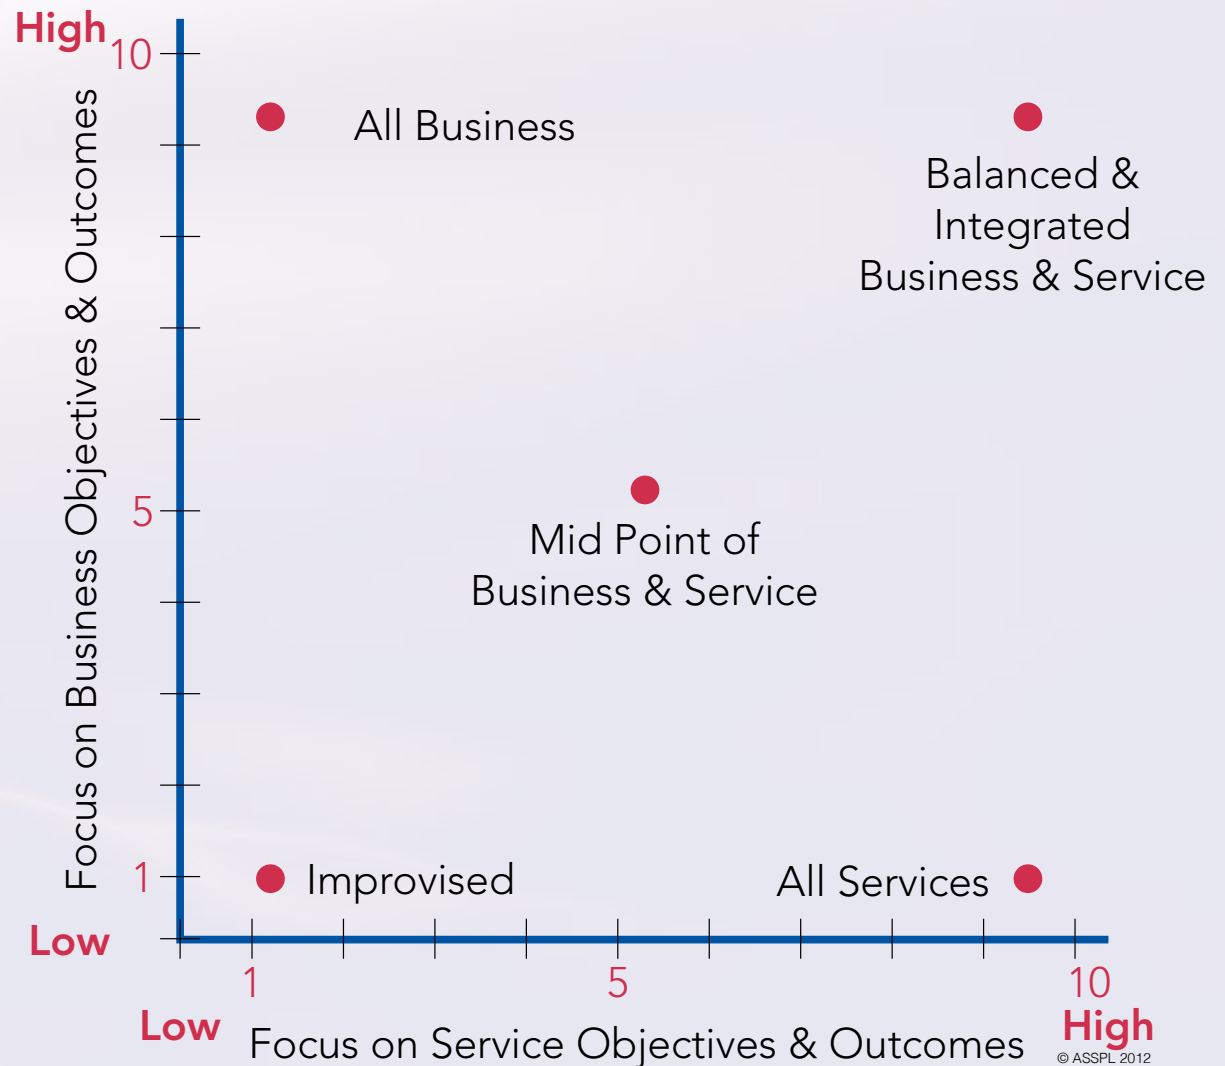 High
10
Focus on Business Objectives & Outcomes
All Business
Balanced &
Integrated
Business & Service
5
Mid Point of
Business & Service
1
Improvised
All Services
Low
1
5
10
Low
High
Focus on Service Objectives & Outcomes
© ASSPL 2012